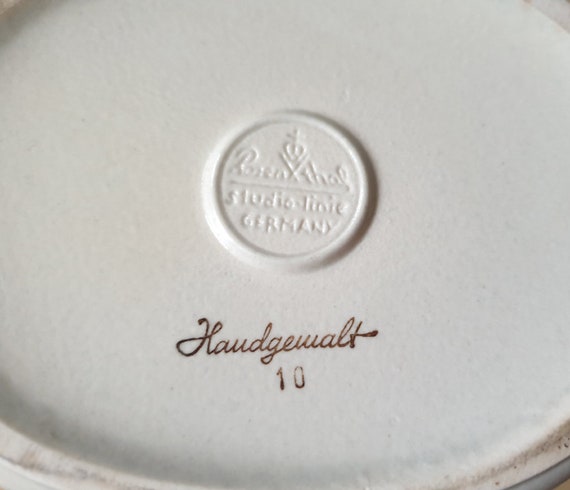 Rosenthal
studio-linie
GERMANY
Handgemalt
10